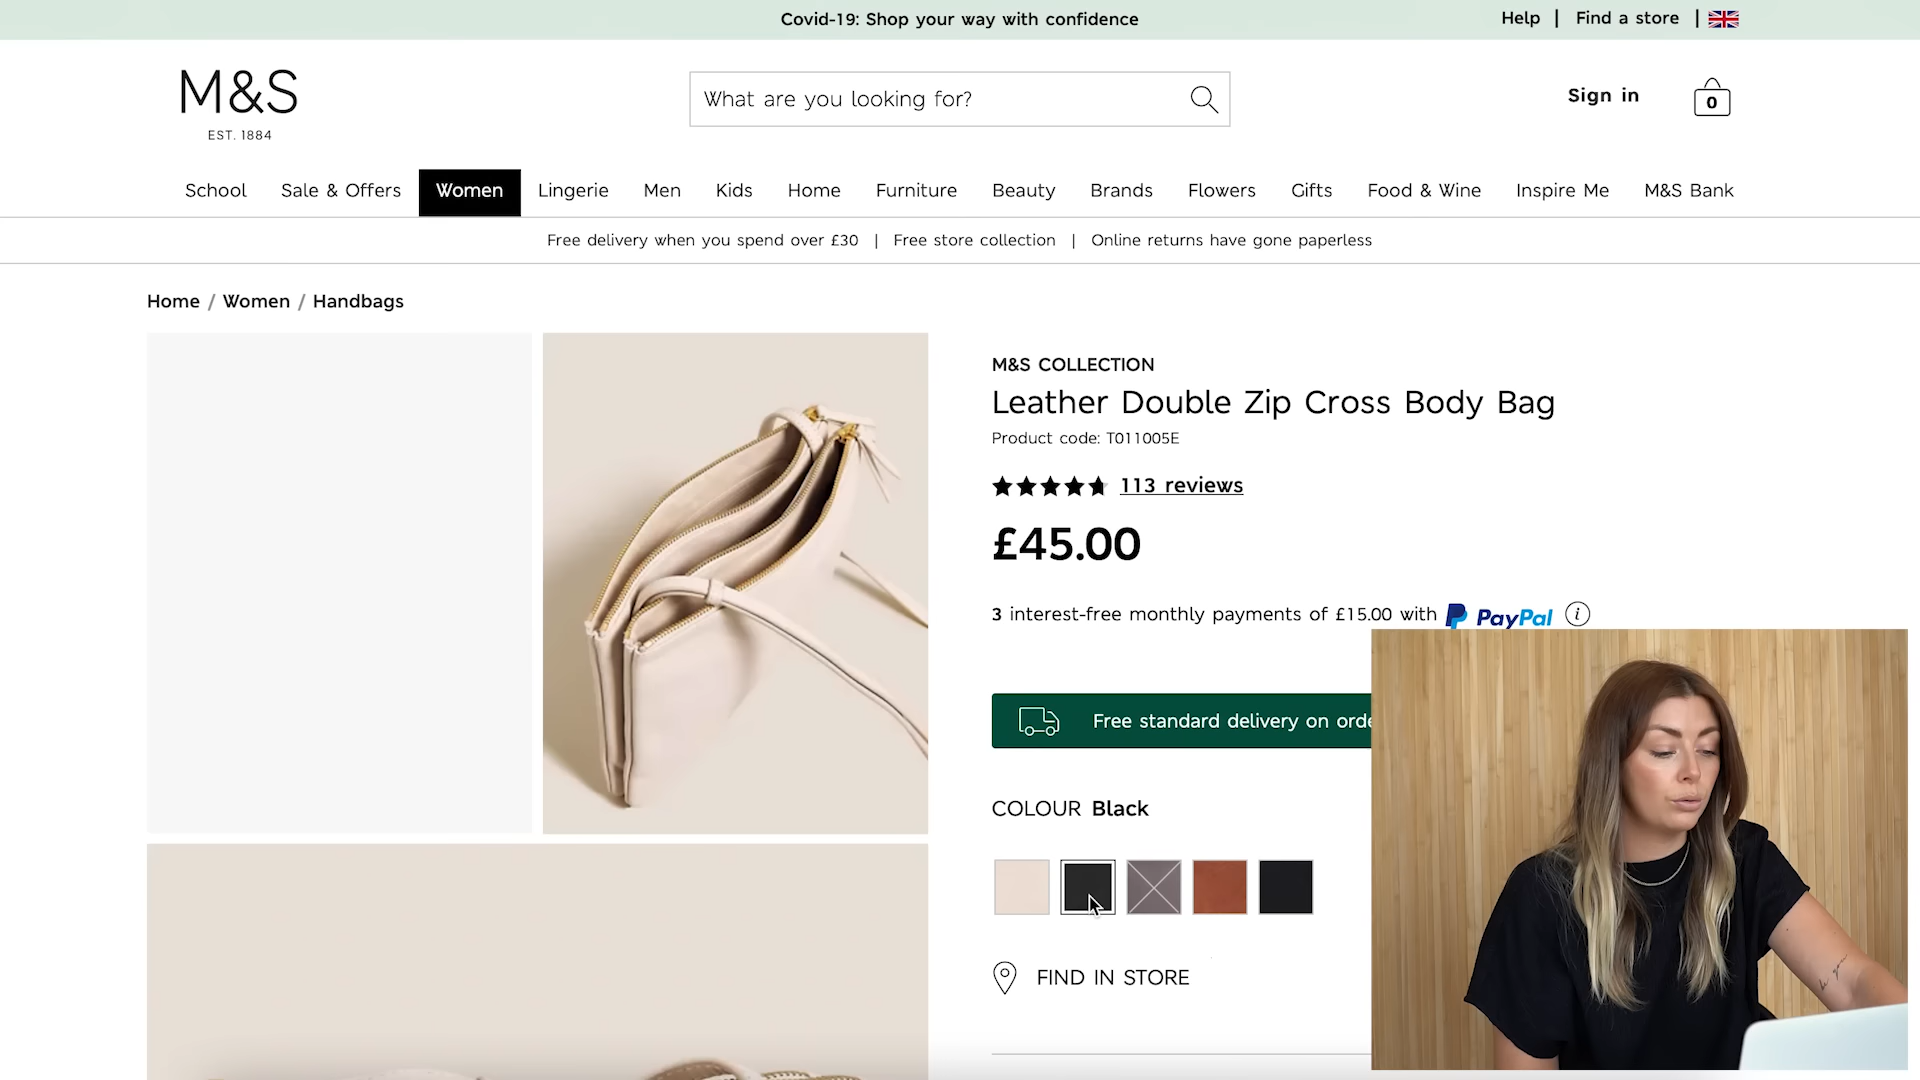 Covid-19: Shop your way with confidence
Help | Find a store |
M&S
EST. 1884
What are you looking for?
Sign in
0
School Sale & Offers Women Lingerie Men Kids Home Furniture Beauty Brands Flowers Gifts Food & Wine Inspire Me M&S Bank
Free delivery when you spend over £30 | Free store collection | Online returns have gone paperless
Home / Women / Handbags
M&S COLLECTION
Leather Double Zip Cross Body Bag
Product code: T011005E
113 reviews
£45.00
3 interest-free monthly payments of £15.00 with PayPal i
Free standard delivery on orde
COLOUR Black
FIND IN STORE